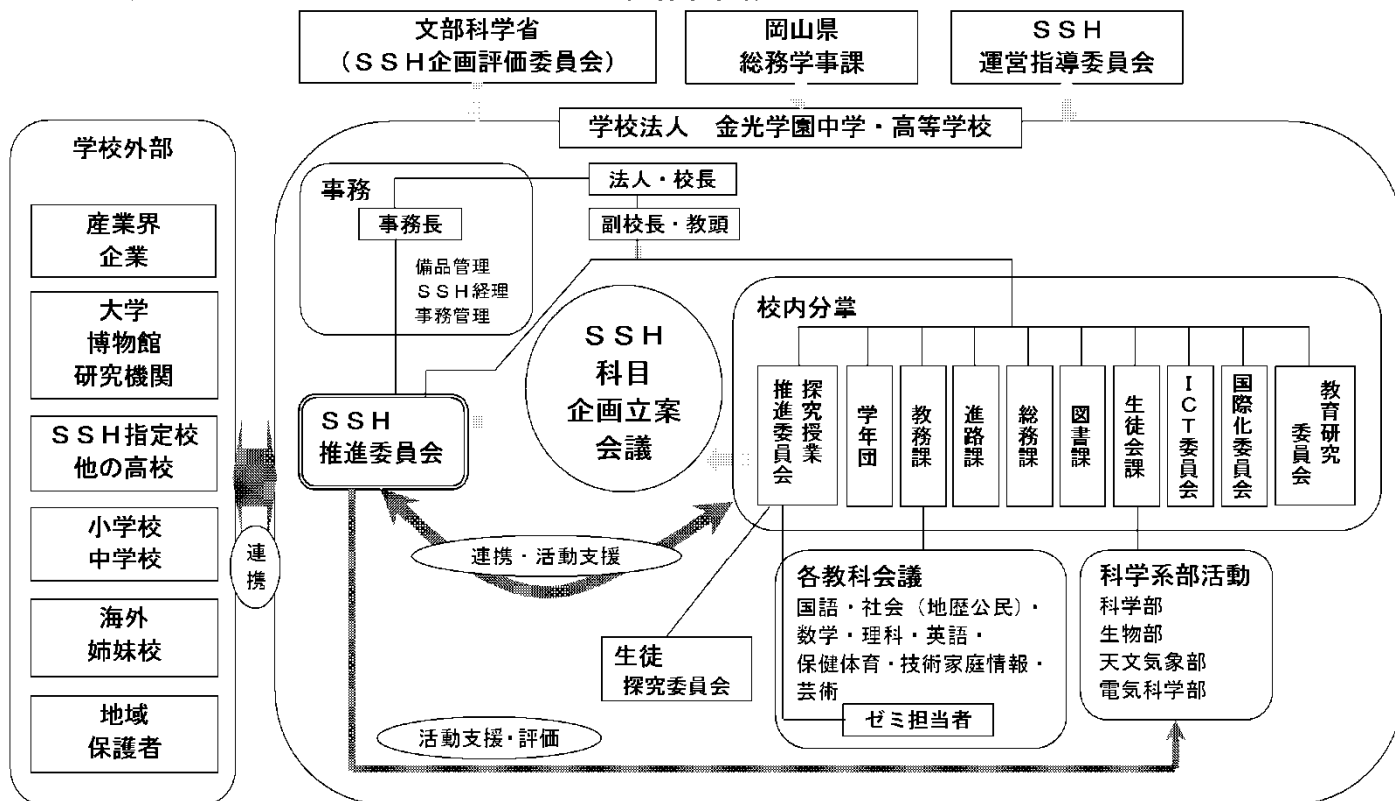 文部科学省
(ＳＳＨ企画評価委員会)
岡山県
総務学事課
ＳＳＨ
運営指導委員会
学校法人　金光学園中学・高等学校
学校外部
産業界
企業
大学
博物館
研究機関
ＳＳＨ指定校
他の高校
小学校
中学校
海外
姉妹校
地域
保護者
連携
事務
法人・校長
事務長
副校長・教頭
備品管理
ＳＳＨ経理
事務管理
ＳＳＨ
科目
企画立案
会議
ＳＳＨ
推進委員会
校内分掌
探究授業
推進委員会
学年団
教務課
進路課
総務課
図書課
生徒会課
ＩＣＴ委員会
国際化委員会
教育研究
委員会
連携・活動支援
生徒
探究委員会
各教科会議
国語・社会（地歴公民）・
数学・理科・英語・
保健体育・技術家庭情報・
芸術
ゼミ担当者
科学系部活動
科学部
生物部
天文気象部
電気科学部
活動支援・評価